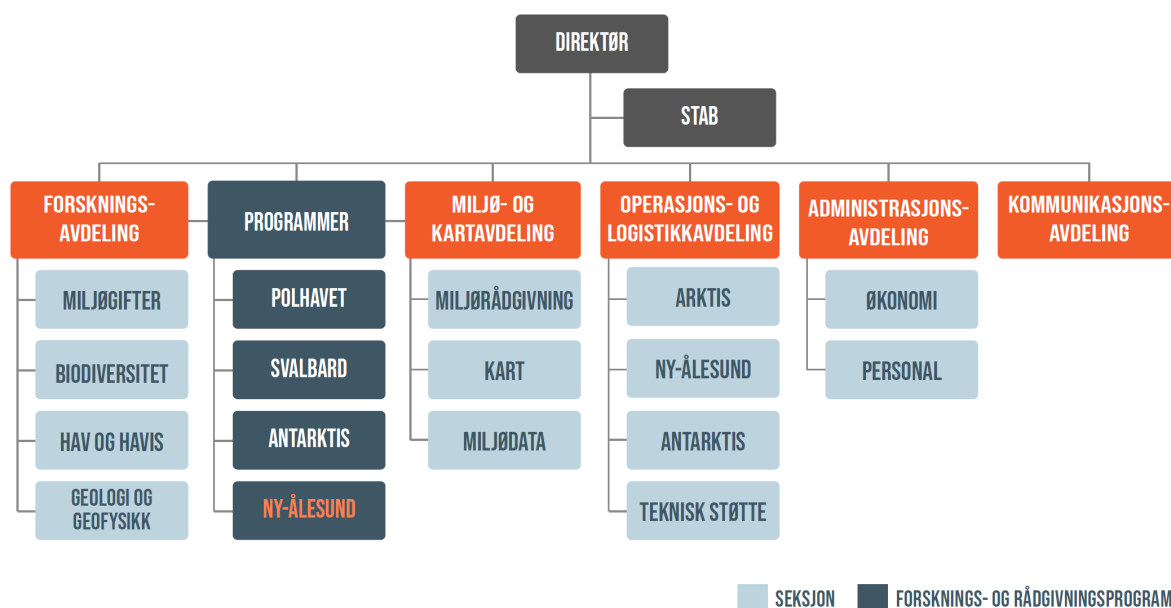 DIREKTØR
STAB
FORSKNINGS-
AVDELING
PROGRAMMER
MILJØ- OG
KARTAVDELING
OPERASJONS- OG
LOGISTIKKAVDELING
ADMINISTRASJONS-
AVDELING
KOMMUNIKASJONS-
AVDELING
MILJØGIFTER
BIODIVERSITET
HAV OG HAVIS
GEOLOGI OG
GEOFYSIKK
POLHAVET
SVALBARD
ANTARKTIS
NY-ÅLESUND
MILJØRÅDGIVNING
KART
MILJØDATA
ARKTIS
NY-ÅLESUND
ANTARKTIS
TEKNISK STØTTE
ØKONOMI
PERSONAL
SEKSJON
FORSKNINGS- OG RÅDGIVNINGSPROGRAM